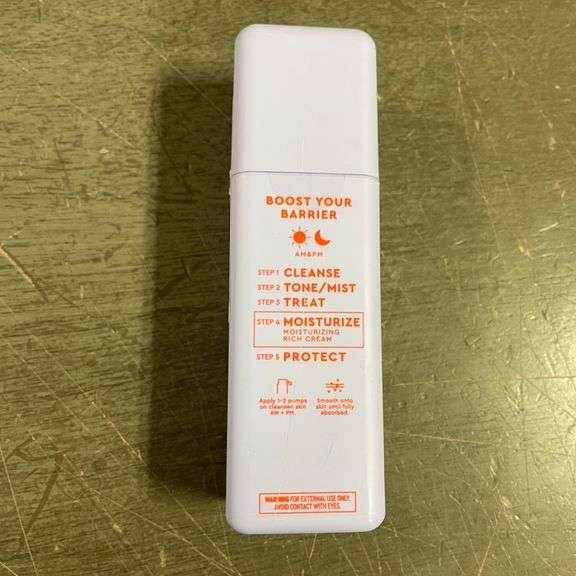 BOOST YOUR
BARRIER
AM&PM
STEP 1 CLEANSE
STEP 2 TONE/MIST
STEP 3 TREAT
STEP 4 MOISTURIZE
MOISTURIZING
RICH CREAM
STEP 5 PROTECT
Apply 1-2 pumps
on cleansed skin
AM + PM.
Smooth onto
skin until fully
absorbed.
WARNING FOR EXTERNAL USE ONLY.
AVOID CONTACT WITH EYES.